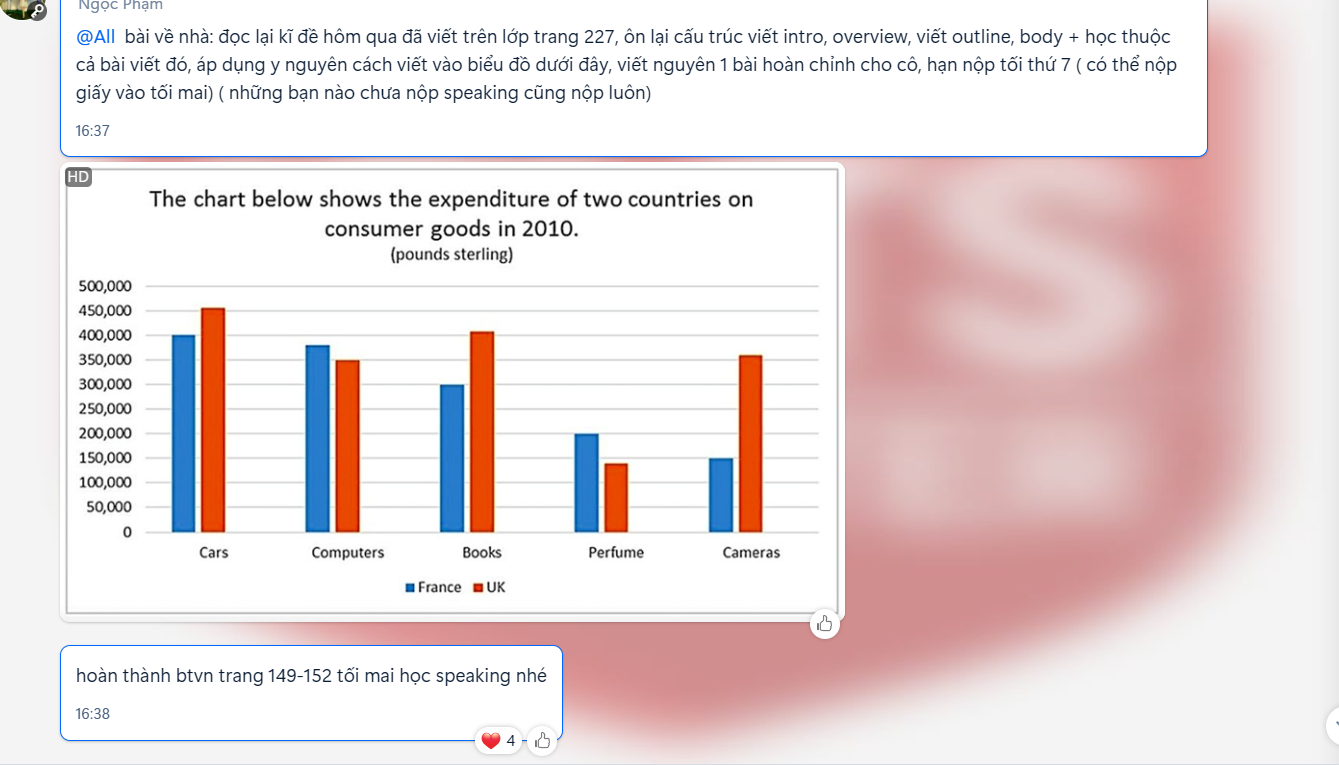 Ngọc Phạm
@All bài về nhà: đọc lại kĩ đề hôm qua đã viết trên lớp trang 227, ôn lại cấu trúc viết intro, overview, viết outline, body + học thuộc
cả bài viết đó, áp dụng y nguyên cách viết vào biểu đồ dưới đây, viết nguyên 1 bài hoàn chỉnh cho cô, hạn nộp tối thứ 7 ( có thể nộp
giấy vào tối mai) ( những bạn nào chưa nộp speaking cũng nộp luôn)
16:37
HD
The chart below shows the expenditure of two countries on
consumer goods in 2010.
(pounds sterling)
500,000
450,000
400,000
350,000
300,000
250,000
200,000
150,000
100,000
50,000
0
Cars Computers Books Perfume Cameras
France UK
hoàn thành btvn trang 149-152 tối mai học speaking nhé
16:38
4